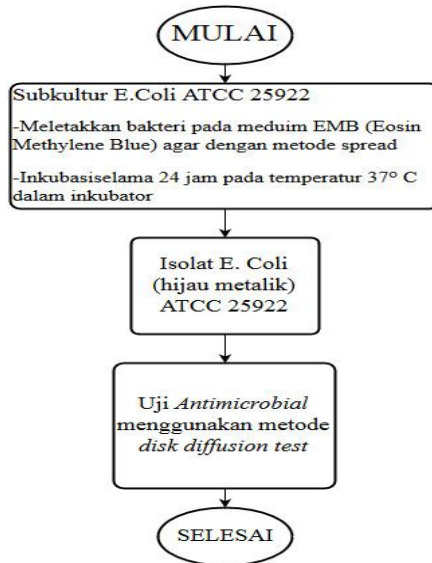 MULAI
Subkultur E.Coli ATCC 25922
-Meletakkan bakteri pada meduim EMB (Eosin
Methylene Blue) agar dengan metode spread
-Inkubasiselama 24 jam pada temperatur 37° C
dalam inkubator
Isolat E. Coli
(hijau metalik)
ATCC 25922
Uji Antimicrobial
menggunakan metode
disk diffusion test
SELESAI